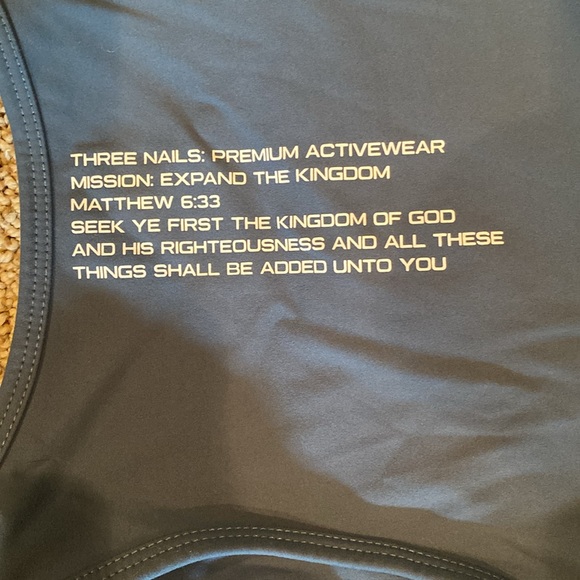 THREE NAILS: PREMIUM ACTIVEWEAR
MISSION: EXPAND THE KINGDOM
MATTHEW 6:33
SEEK YE FIRST THE KINGDOM OF GOD
AND HIS RIGHTEOUSNESS AND ALL THESE
THINGS SHALL BE ADDED UNTO YOU